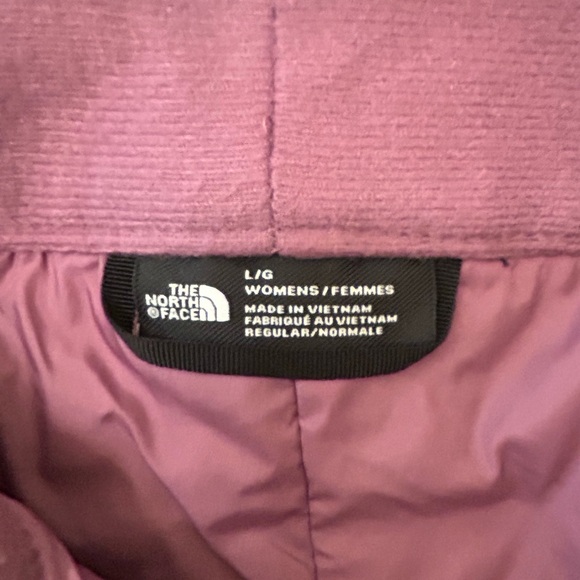 THE
NORTH
®FACE
L/G
WOMENS/FEMMES
MADE IN VIETNAM
FABRIQUÉ AU VIETNAM
REGULAR/NORMALE